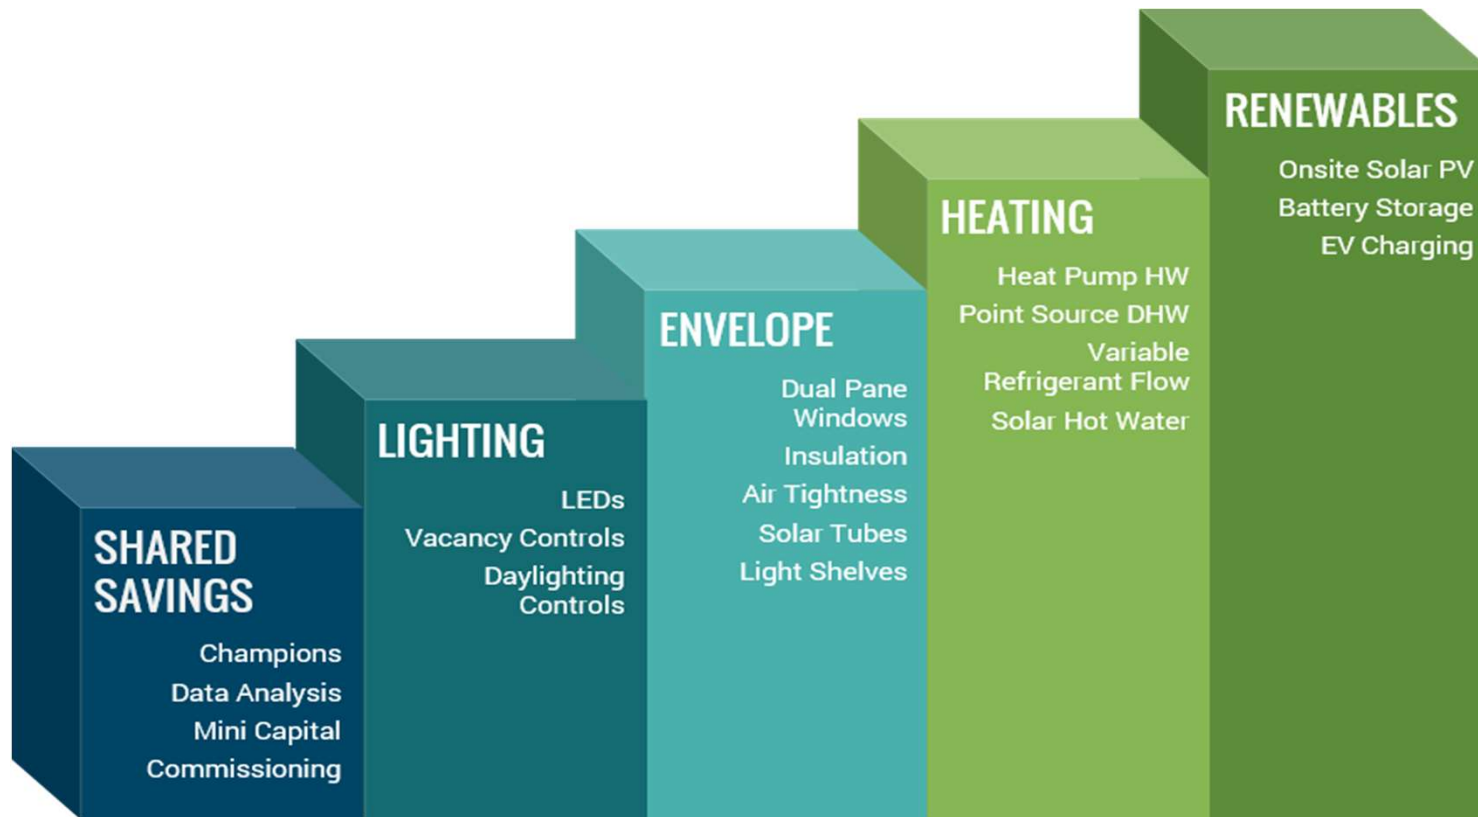 SHARED
SAVINGS
Champions
Data Analysis
Mini Capital
Commissioning
LIGHTING
LEDs
Vacancy Controls
Daylighting
Controls
ENVELOPE
Dual Pane
Windows
Insulation
Air Tightness
Solar Tubes
Light Shelves
HEATING
Heat Pump HW
Point Source DHW
Variable
Refrigerant Flow
Solar Hot Water
RENEWABLES
Onsite Solar PV
Battery Storage
EV Charging